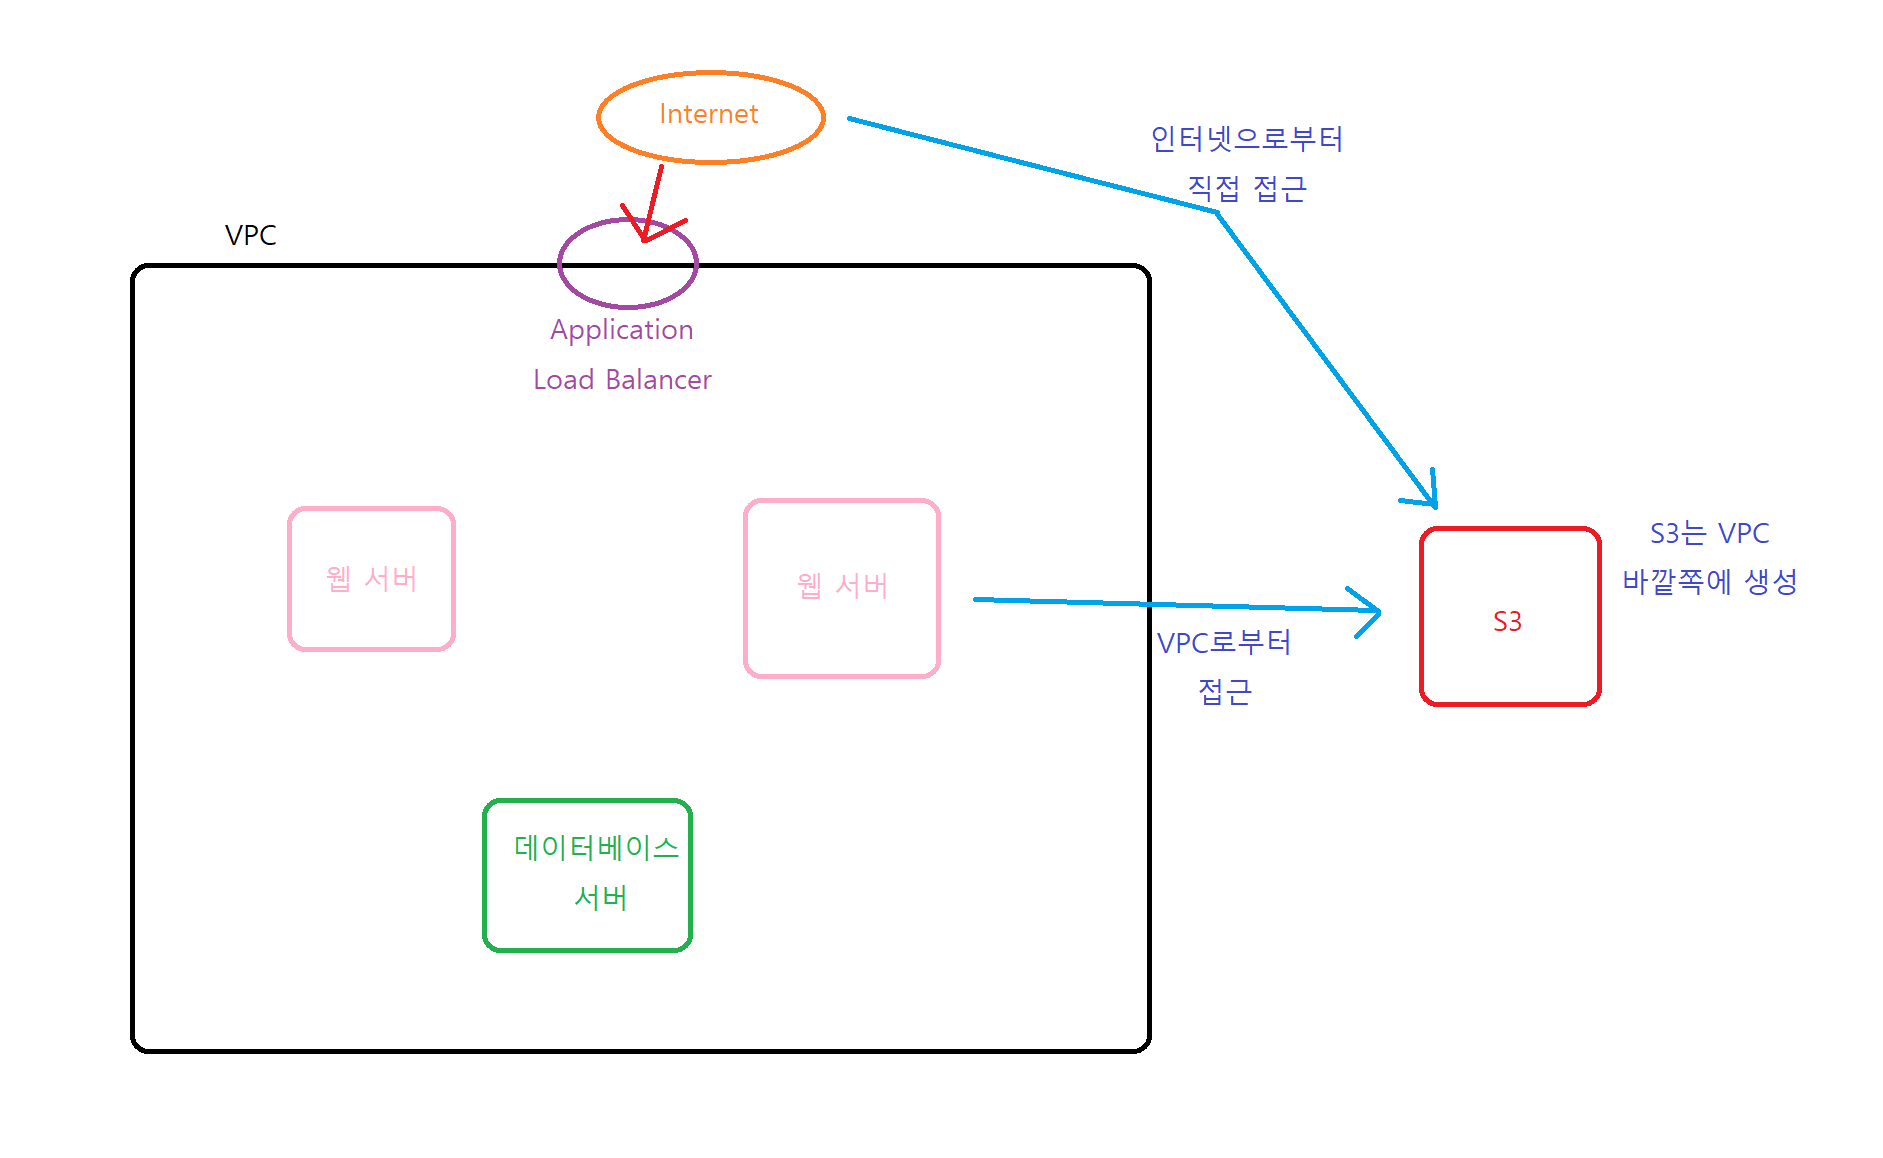 Internet
인터넷으로부터
직접 접근
VPC
Application
Load Balancer
웹 서버
웹 서버
VPC로부터
접근
S3
S3는 VPC
바깥쪽에 생성
데이터베이스
서버